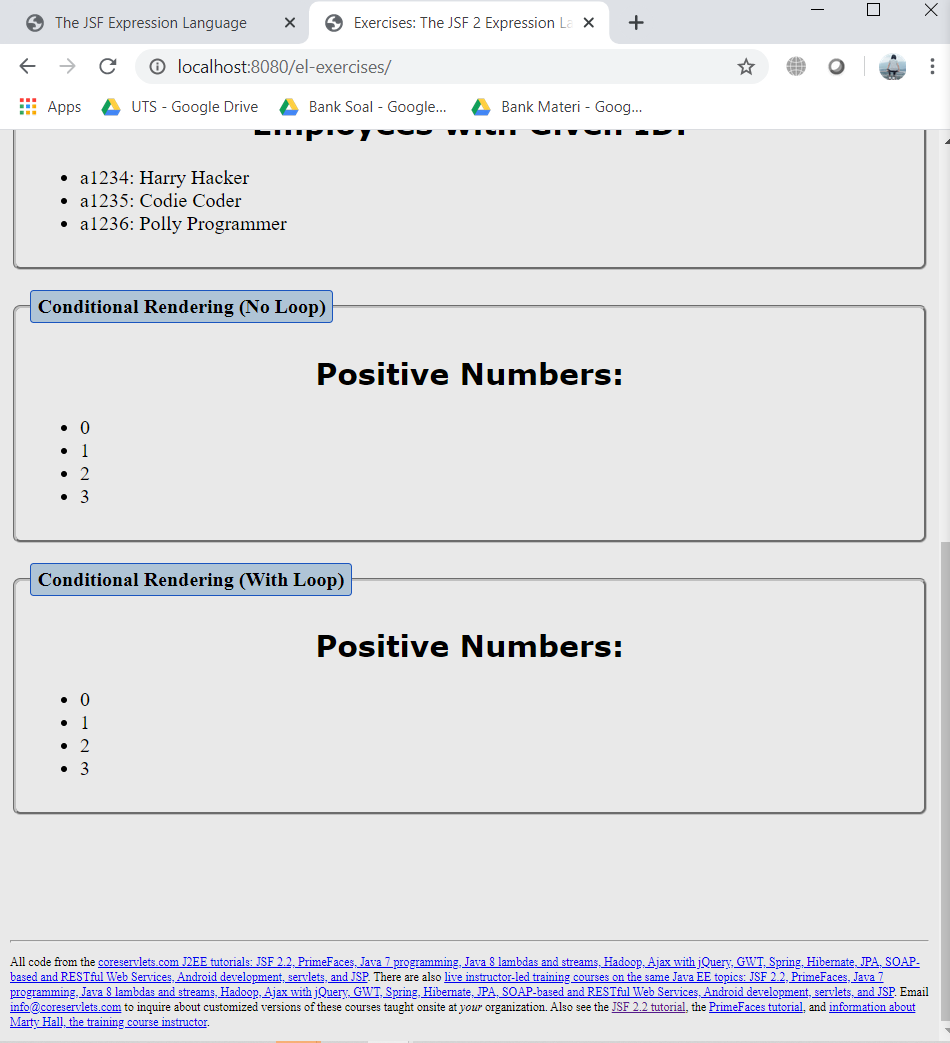 The JSF Expression Language
Exercises: The JSF 2 Expression La
localhost:8080/el-exercises/
Apps
UTS - Google Drive
Bank Soal - Google...
Bank Materi - Goog...
Employees with Given ID:
• a1234: Harry Hacker
• a1235: Codie Coder
• a1236: Polly Programmer
Conditional Rendering (No Loop)
Positive Numbers:
• 0
• 1
• 2
• 3
Conditional Rendering (With Loop)
Positive Numbers:
• 0
• 1
• 2
• 3
All code from the coreservlets.com J2EE tutorials: JSF 2.2, PrimeFaces, Java 7 programming, Java 8 lambdas and streams, Hadoop, Ajax with jQuery, GWT, Spring, Hibernate, JPA, SOAP-
based and RESTful Web Services, Android development, servlets, and JSP. There are also live instructor-led training courses on the same Java EE topics: JSF 2.2, PrimeFaces, Java 7
programming, Java 8 lambdas and streams, Hadoop, Ajax with jQuery, GWT, Spring, Hibernate, JPA, SOAP-based and RESTful Web Services, Android development, servlets, and JSP. Email
info@coreservlets.com to inquire about customized versions of these courses taught onsite at your organization. Also see the JSF 2.2 tutorial, the PrimeFaces tutorial, and information about
Marty Hall, the training course instructor.